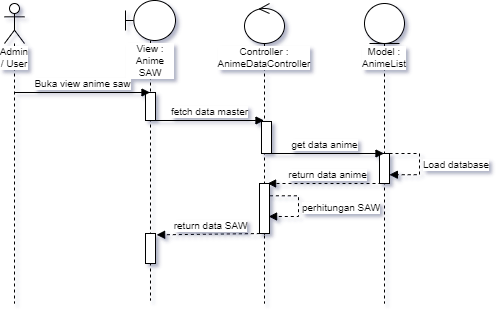 Admin
/ User
View :
Anime
SAW
Controller :
AnimeDataController
Model :
AnimeList
Buka view anime saw
fetch data master
get data anime
Load database
return data anime
perhitungan SAW
return data SAW